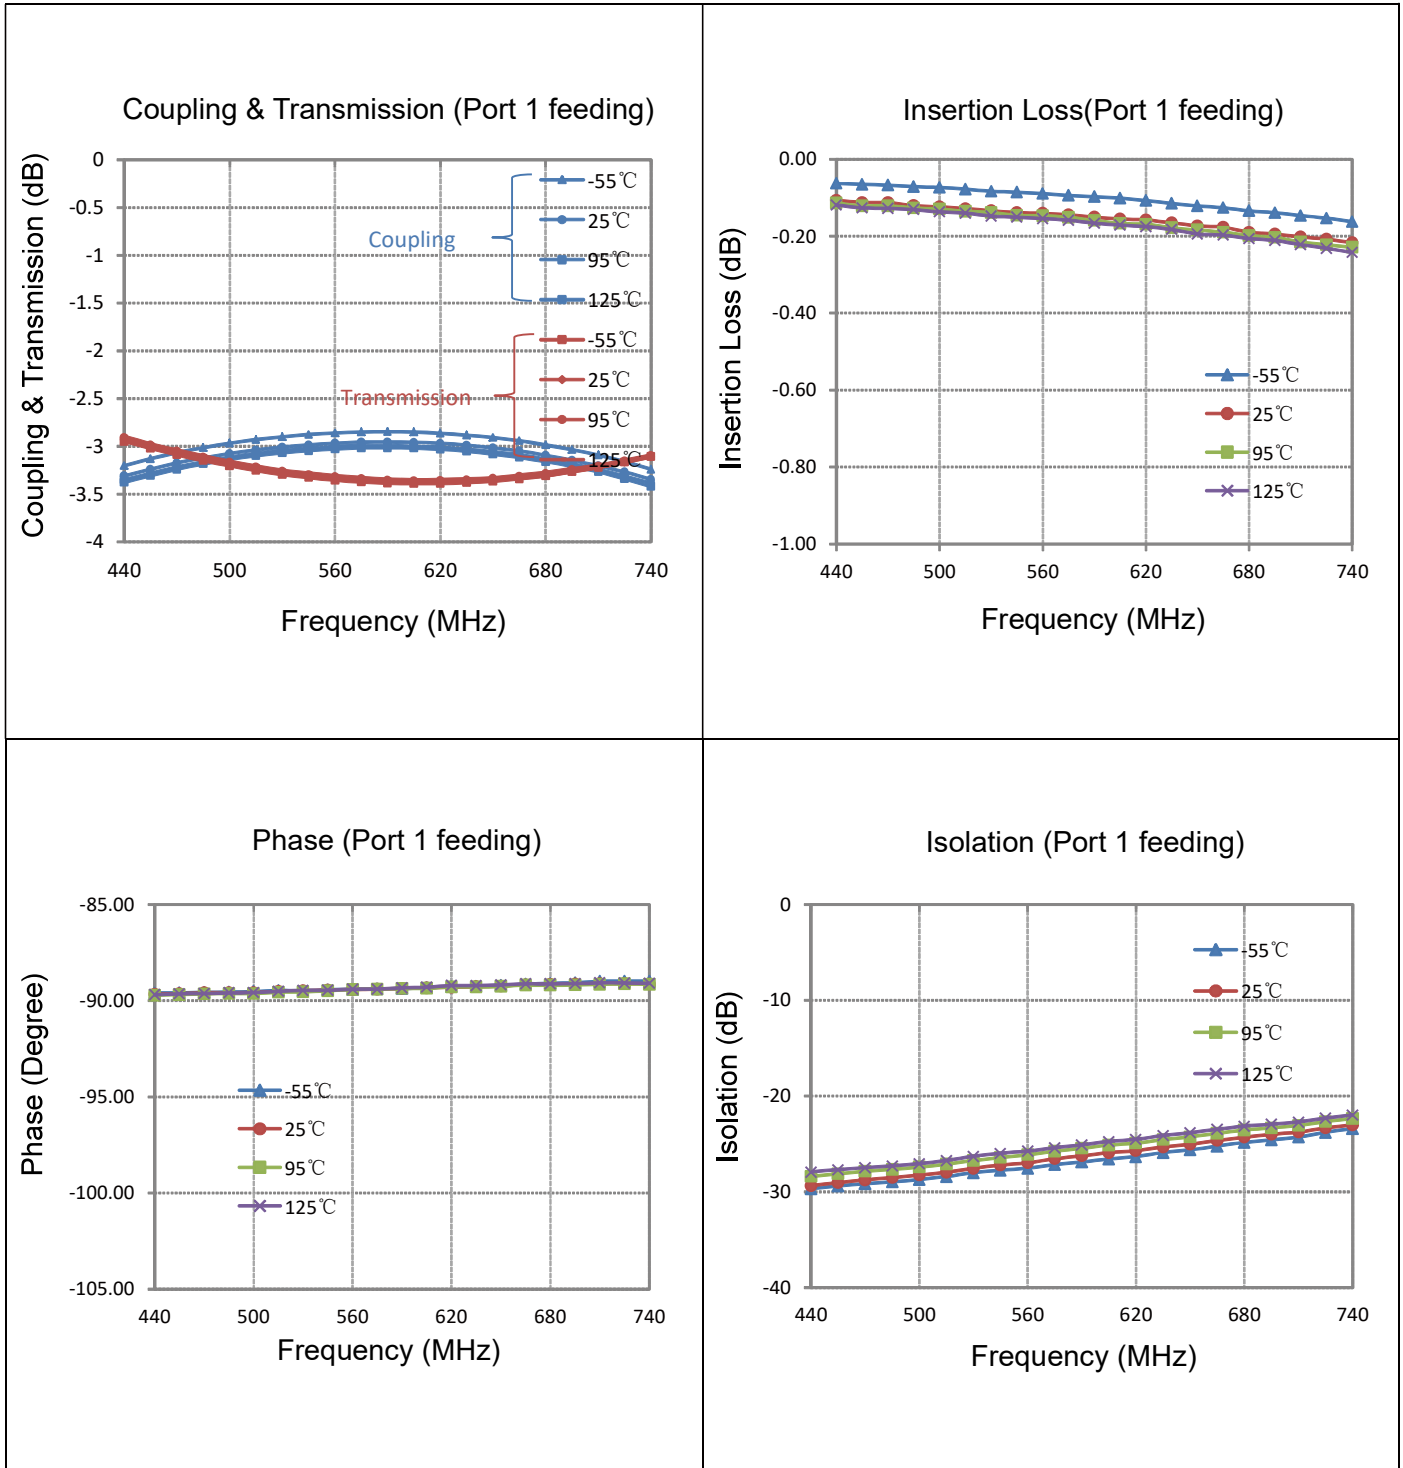 Coupling & Transmission (Port 1 feeding)
Coupling & Transmission (dB)
0
-0.5
-1
-1.5
-2
-2.5
-3
-3.5
-4
440 500 560 620 680 740
Frequency (MHz)
Coupling
-55℃
25℃
95℃
125℃
Transmission
-55℃
25℃
95℃
125℃
Insertion Loss(Port 1 feeding)
Insertion Loss (dB)
0.00
-0.20
-0.40
-0.60
-0.80
-1.00
440 500 560 620 680 740
Frequency (MHz)
-55℃
25℃
95℃
125℃
Phase (Port 1 feeding)
Phase (Degree)
-85.00
-90.00
-95.00
-100.00
-105.00
440 500 560 620 680 740
Frequency (MHz)
-55℃
25℃
95℃
125℃
Isolation (Port 1 feeding)
Isolation (dB)
0
-10
-20
-30
-40
440 500 560 620 680 740
Frequency (MHz)
-55℃
25℃
95℃
125℃